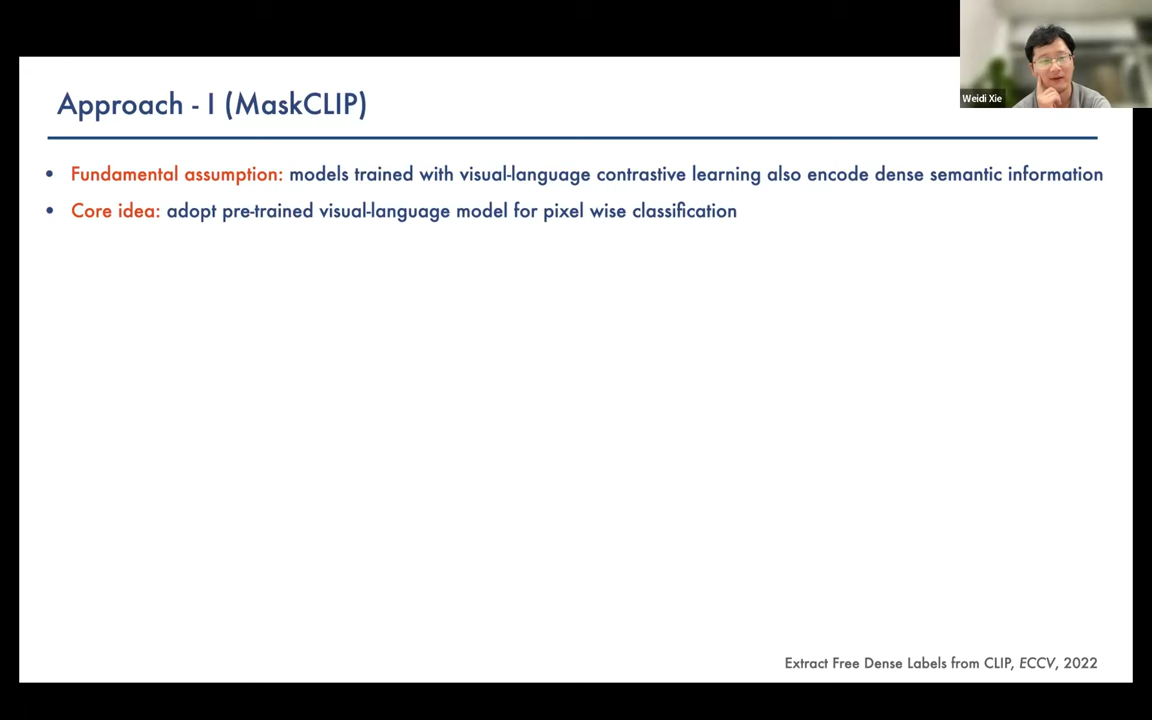 Approach - I (MaskCLIP)
Weidi Xie
• Fundamental assumption: models trained with visual-language contrastive learning also encode dense semantic information
• Core idea: adopt pre-trained visual-language model for pixel wise classification
Extract Free Dense Labels from CLIP, ECCV, 2022